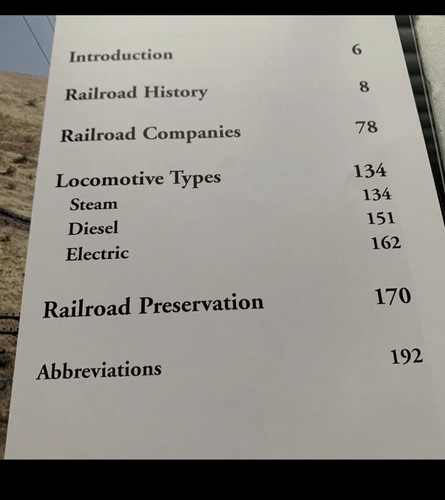 Introduction 6
Railroad History 8
Railroad Companies 78
Locomotive Types 134
Steam 134
Diesel 151
Electric 162
Railroad Preservation 170
Abbreviations 192